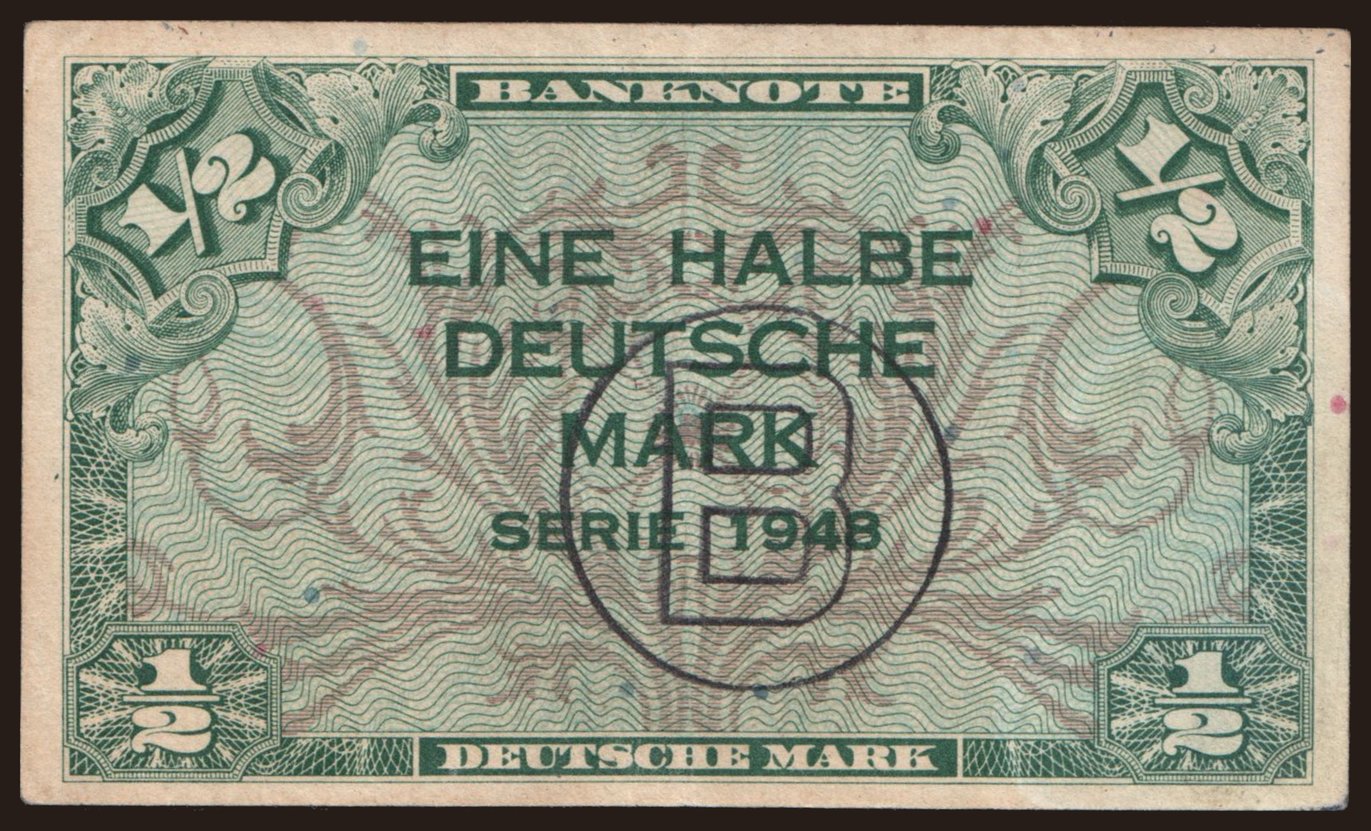 BANKNOTE
1/2
1/2
EINE HALBE
DEUTSCHE
MARK
SERIE 1948
B
1/2
1/2
DEUTSCHE MARK